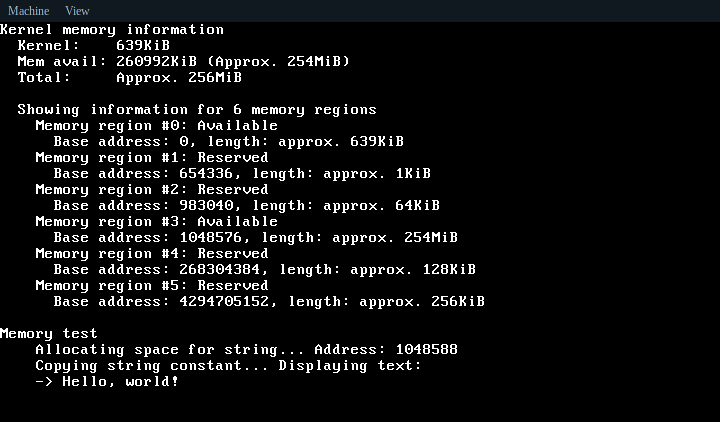 Machine View
Kernel memory information
Kernel: 639KiB
Mem avail: 260992KiB (Approx. 254MiB)
Total: Approx. 256MiB
Showing information for 6 memory regions
Memory region #0: Available
Base address: 0, length: approx. 639KiB
Memory region #1: Reserved
Base address: 654336, length: approx. 1KiB
Memory region #2: Reserved
Base address: 983040, length: approx. 64KiB
Memory region #3: Available
Base address: 1048576, length: approx. 254MiB
Memory region #4: Reserved
Base address: 268304384, length: approx. 128KiB
Memory region #5: Reserved
Base address: 4294705152, length: approx. 256KiB
Memory test
Allocating space for string... Address: 1048588
Copying string constant... Displaying text:
-> Hello, world!